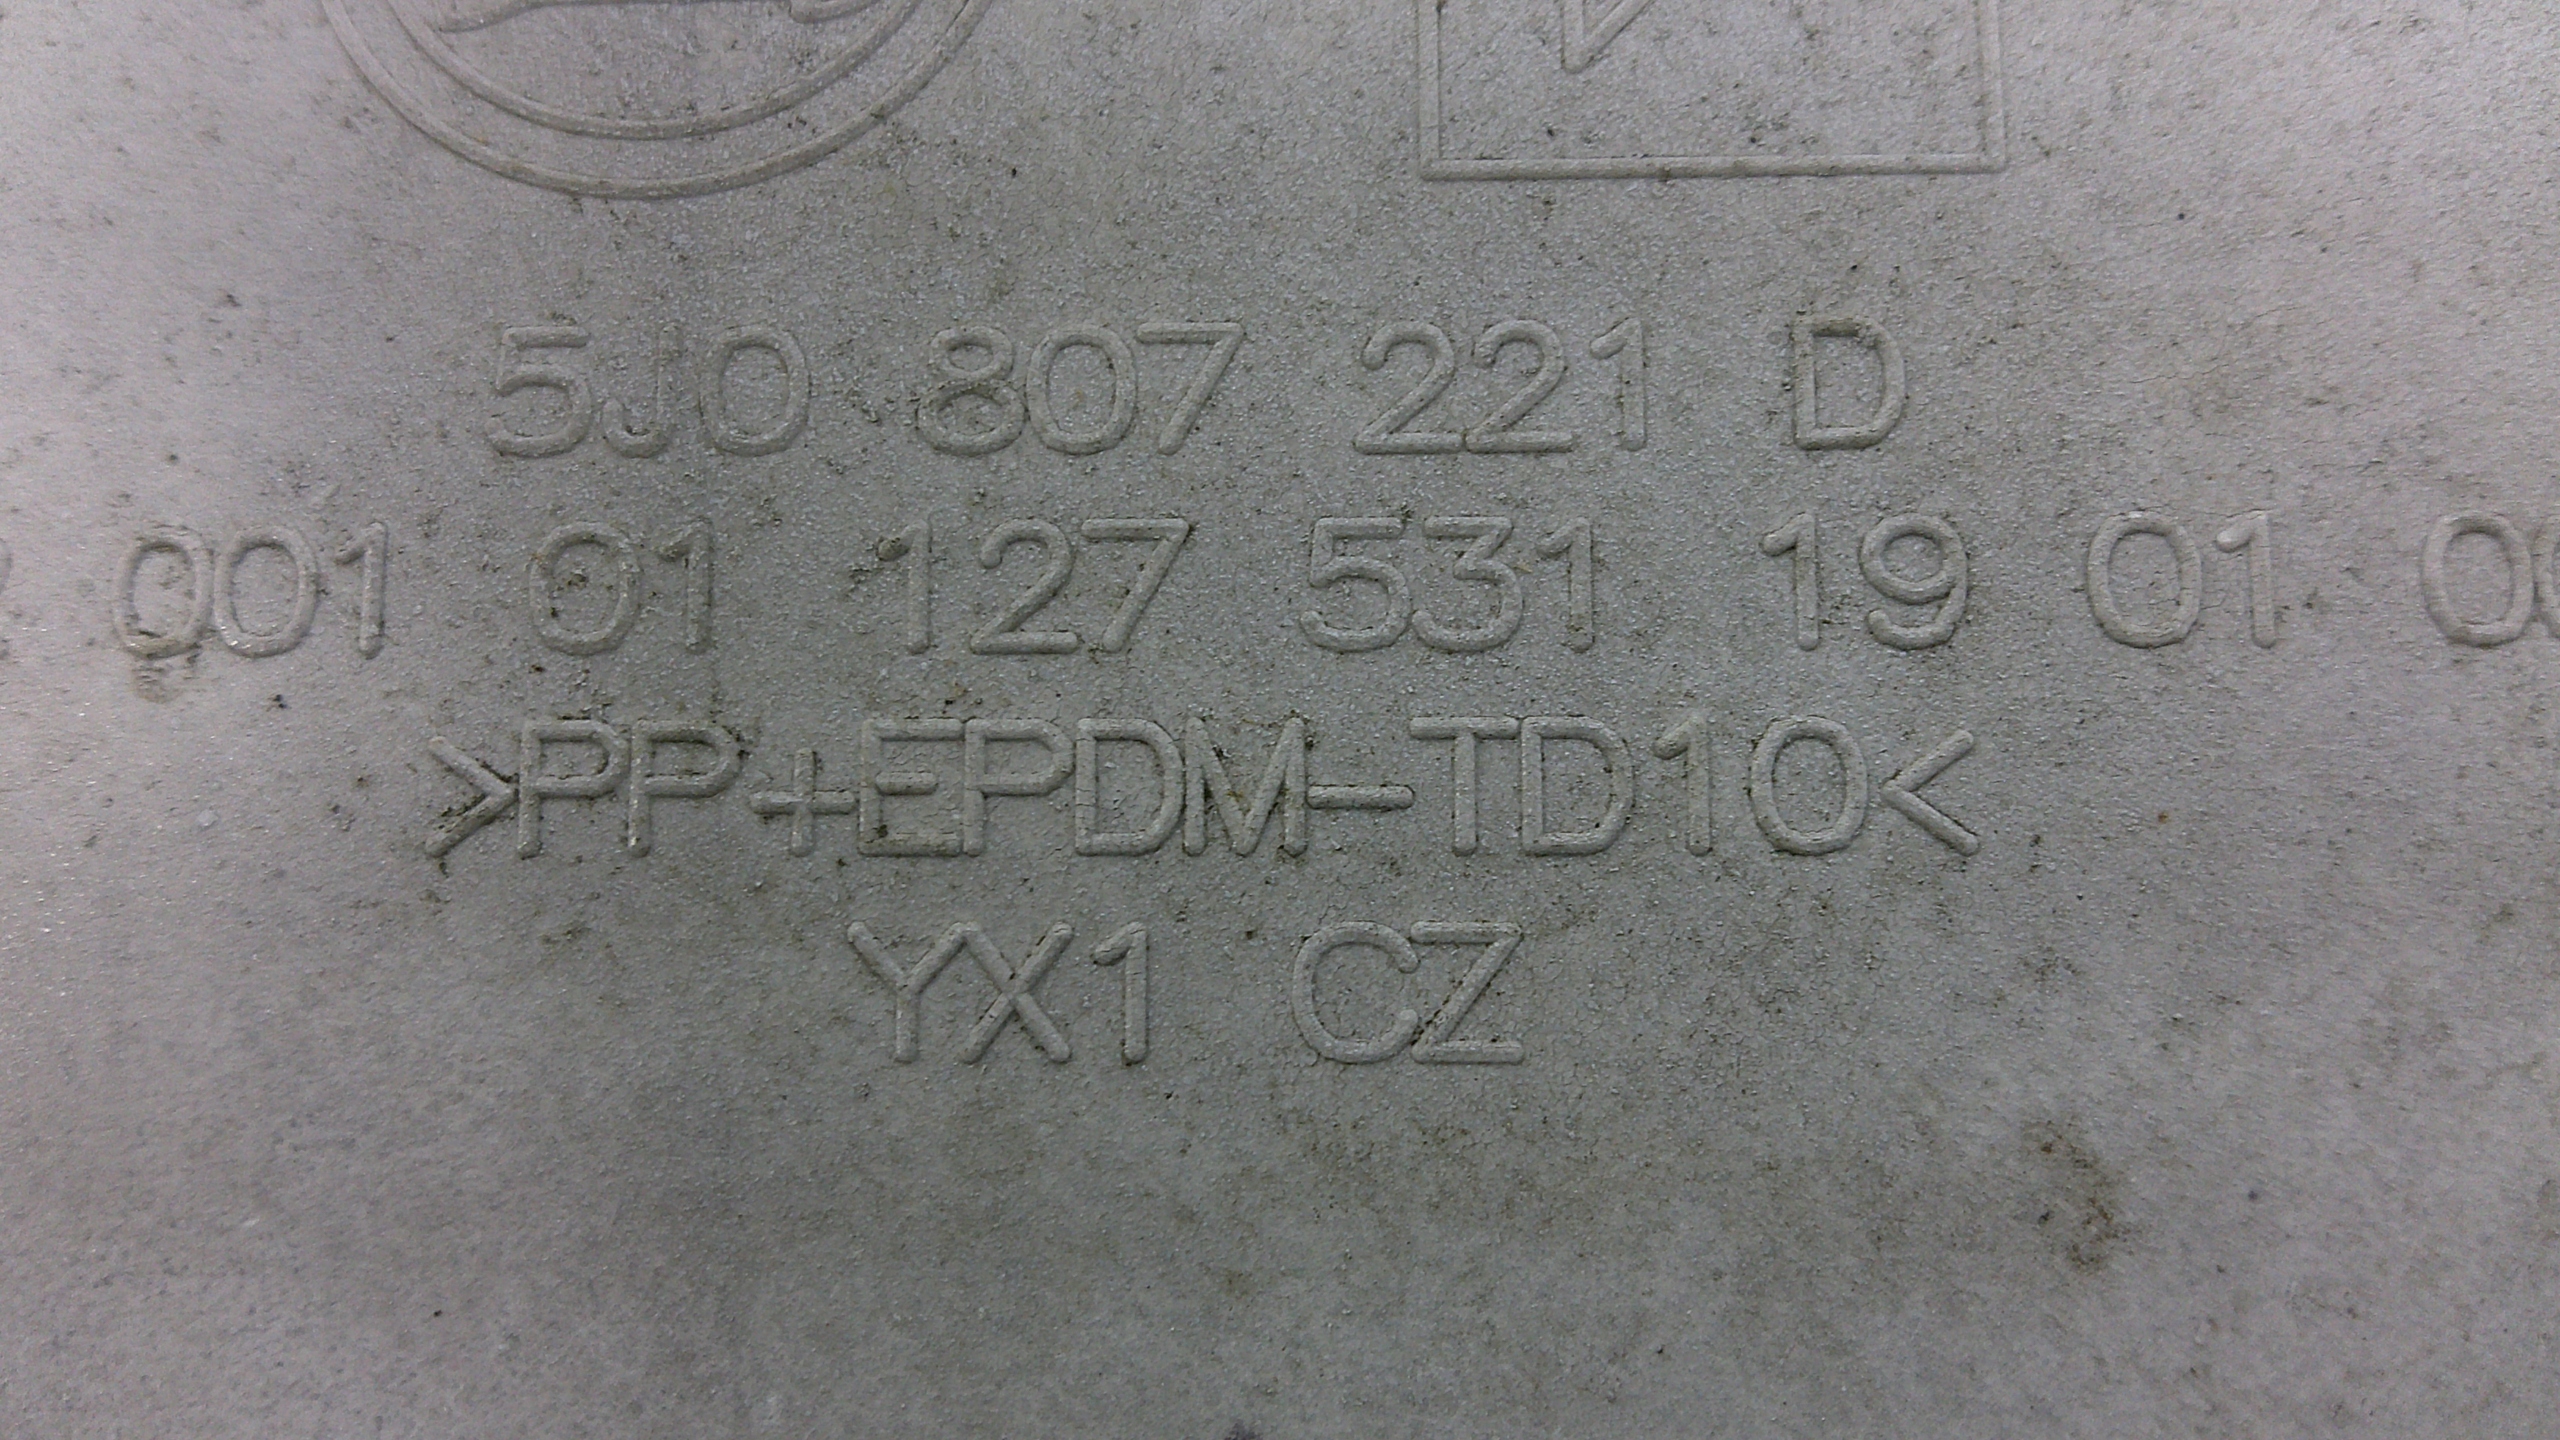 5J0 807 221 D
001 01 127 531 19 01
>PP+EPDM-TD10<
YX1 CZ